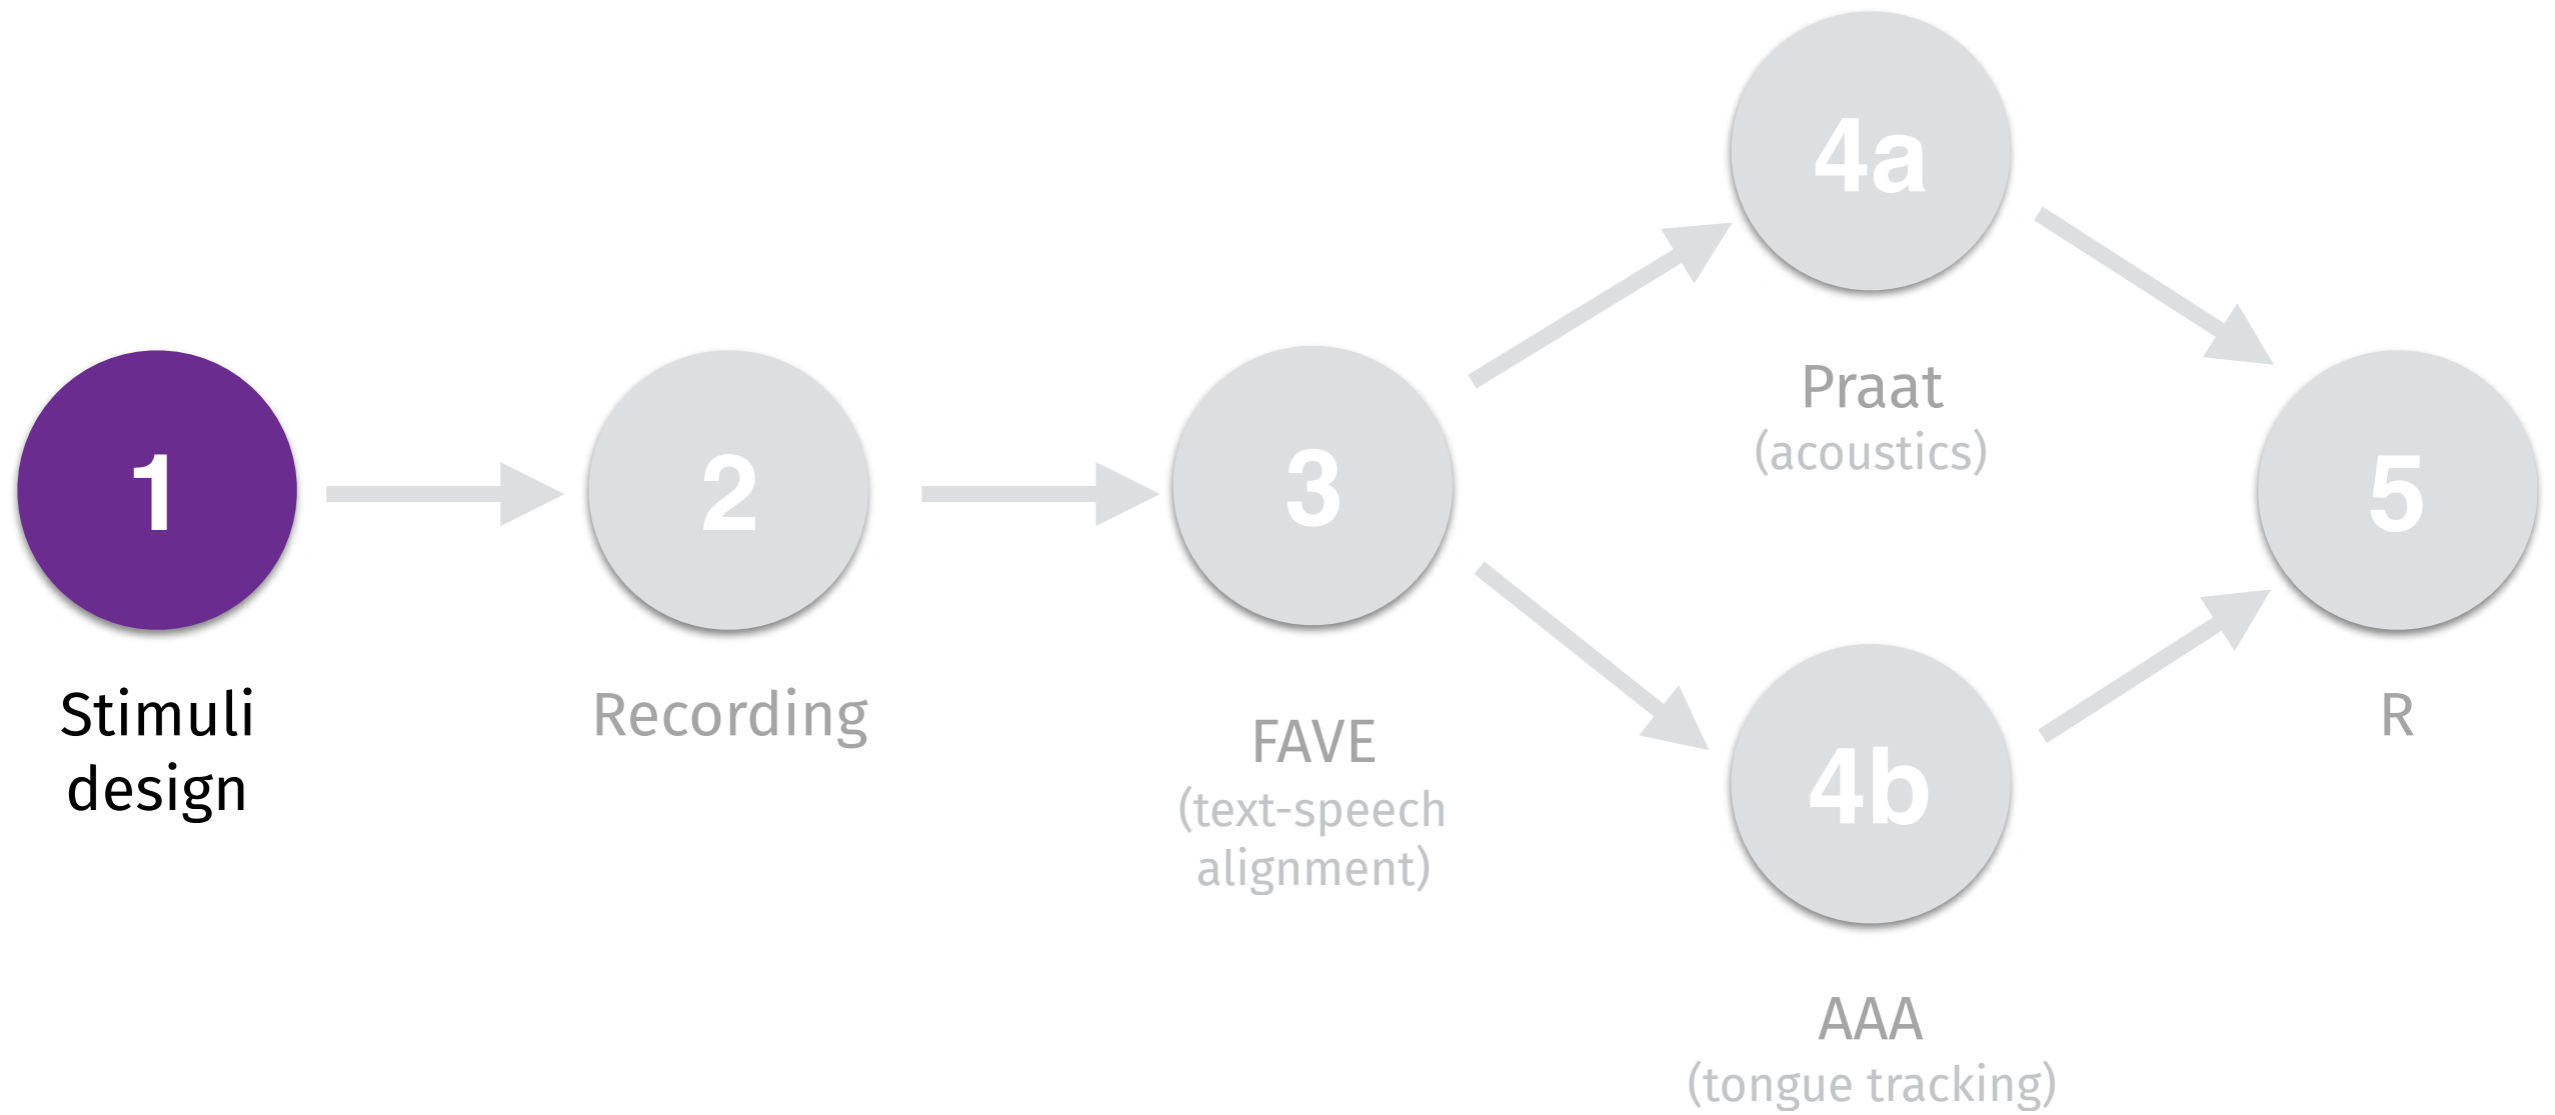 1
Stimuli
design
2
Recording
3
FAVE
(text-speech
alignment)
4a
Praat
(acoustics)
4b
AAA
(tongue tracking)
5
R